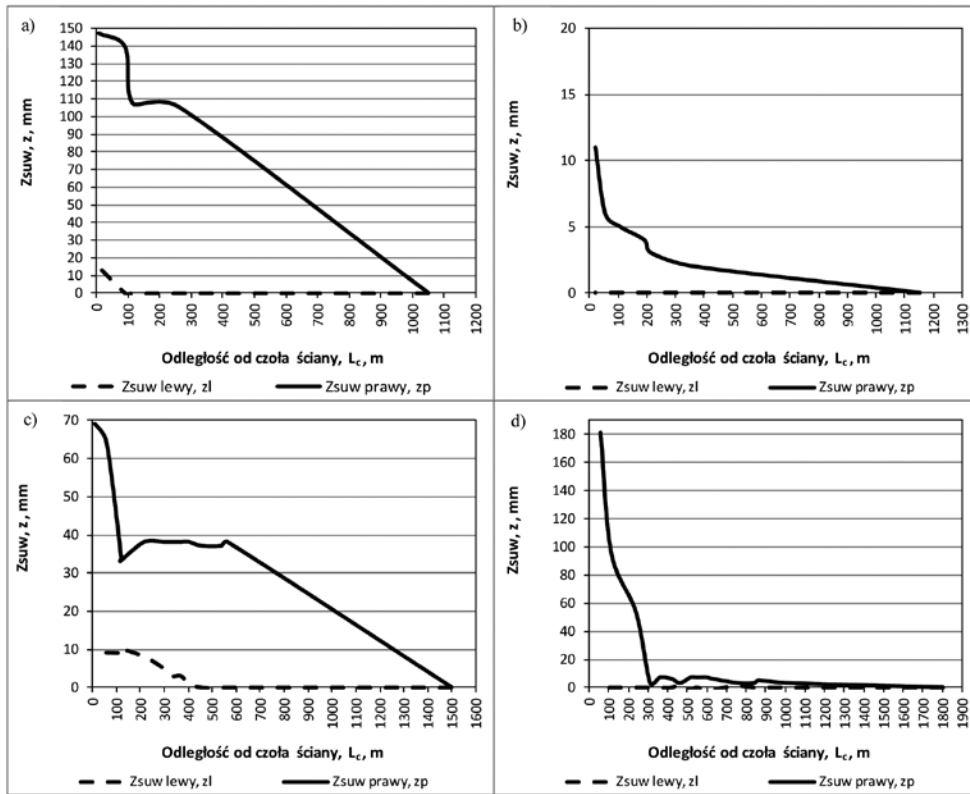 a)
Zsuw, z, mm
150
140
130
120
110
100
90
80
70
60
50
40
30
20
10
0
0 100 200 300 400 500 600 700 800 900 1000 1100 1200
Odległość od czoła ściany, Lc, m
Zsuw lewy, zl Zsuw prawy, zp
b)
Zsuw, z, mm
20
15
10
5
0
0 100 200 300 400 500 600 700 800 900 1000 1100 1200 1300
Odległość od czoła ściany, Lc, m
Zsuw lewy, zl Zsuw prawy, zp
c)
Zsuw, z, mm
70
60
50
40
30
20
10
0
0 100 200 300 400 500 600 700 800 900 1000 1100 1200 1300 1400 1500 1600
Odległość od czoła ściany, Lc, m
Zsuw lewy, zl Zsuw prawy, zp
d)
Zsuw, z, mm
180
160
140
120
100
80
60
40
20
0
0 100 200 300 400 500 600 700 800 900 1000 1100 1200 1300 1400 1500 1600 1700 1800 1900
Odległość od czoła ściany, Lc, m
Zsuw lewy, zl Zsuw prawy, zp